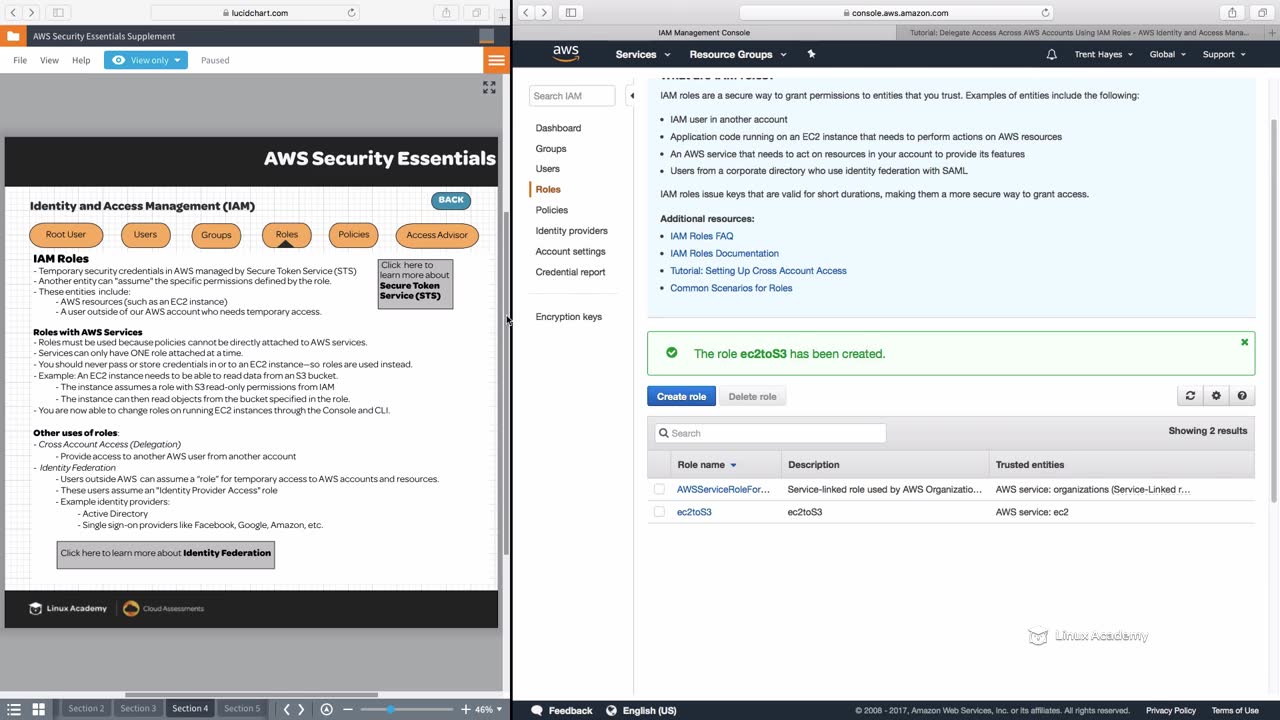 lucidchart.com
AWS Security Essentials Supplement
File View Help View only Paused
AWS Security Essentials
Identity and Access Management (IAM)
BACK
Root User Users Groups Roles Policies Access Advisor
IAM Roles
- Temporary security credentials in AWS managed by Secure Token Service (STS)
- Another entity can "assume" the specific permissions defined by the role.
- These entities include:
- AWS resources (such as an EC2 instance)
- A user outside of our AWS account who needs temporary access.
Click here to
learn more about
Secure Token
Service (STS)
Roles with AWS Services
- Roles must be used because policies cannot be directly attached to AWS services.
- Services can only have ONE role attached at a time.
- You should never pass or store credentials in or to an EC2 instance—so roles are used instead.
- Example: An EC2 instance needs to be able to read data from an S3 bucket.
- The instance assumes a role with S3 read-only permissions from IAM
- The instance can then read objects from the bucket specified in the role.
- You are now able to change roles on running EC2 instances through the Console and CLI.
Other uses of roles:
- Cross Account Access (Delegation)
- Provide access to another AWS user from another account
- Identity Federation
- Users outside AWS can assume a "role" for temporary access to AWS accounts and resources.
- These users assume an "Identity Provider Access" role
- Example identity providers:
- Active Directory
- Single sign-on providers like Facebook, Google, Amazon, etc.
Click here to learn more about Identity Federation
Linux Academy Cloud Assessments
Section 2 Section 3 Section 4 Section 5 46%
console.aws.amazon.com
IAM Management Console Tutorial: Delegate Access Across AWS Accounts Using IAM Roles - AWS Identity and Access Mana...
aws Services Resource Groups Trent Hayes Global Support
Search IAM
Dashboard
Groups
Users
Roles
Policies
Identity providers
Account settings
Credential report
Encryption keys
What are IAM roles?
IAM roles are a secure way to grant permissions to entities that you trust. Examples of entities include the following:
IAM user in another account
Application code running on an EC2 instance that needs to perform actions on AWS resources
An AWS service that needs to act on resources in your account to provide its features
Users from a corporate directory who use identity federation with SAML
IAM roles issue keys that are valid for short durations, making them a more secure way to grant access.
Additional resources:
IAM Roles FAQ
IAM Roles Documentation
Tutorial: Setting Up Cross Account Access
Common Scenarios for Roles
The role ec2toS3 has been created.
Create role Delete role
Search Showing 2 results
Role name Description Trusted entities
AWSServiceRoleFor... Service-linked role used by AWS Organizatio... AWS service: organizations (Service-Linked r...
ec2toS3 ec2toS3 AWS service: ec2
Linux Academy
Feedback English (US) © 2008 - 2017, Amazon Web Services, Inc. or its affiliates. All rights reserved. Privacy Policy Terms of Use